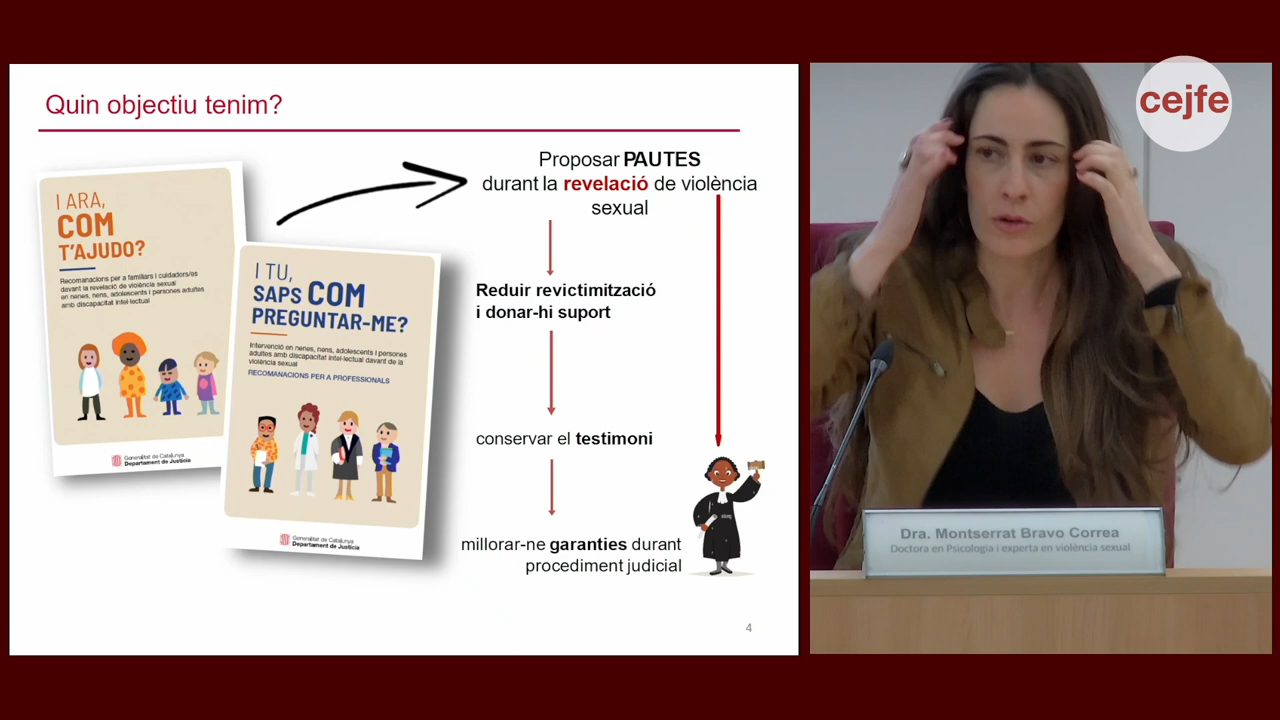 Quin objectiu tenim?
I ARA,
COM
T'AJUDO?
Recomanacions per a familiars i cuidadors/es
davant la revelació de violència sexual
en nenes, nens, adolescents i persones adultes
amb discapacitat intel·lectual
Generalitat de Catalunya
Departament de Justícia
I TU,
SAPS COM
PREGUNTAR-ME?
Intervenció en nenes, nens, adolescents i persones
adultes amb discapacitat intel·lectual davant de la
violència sexual
RECOMANACIONS PER A PROFESSIONALS
Generalitat de Catalunya
Departament de Justícia
Proposar PAUTES
durant la revelació de violència
sexual
Reduir revictimització
i donar-hi suport
conservar el testimoni
millorar-ne garanties durant
procediment judicial
4
cejfe
Dra. Montserrat Bravo Correa
Doctora en Psicologia i experta en violència sexual